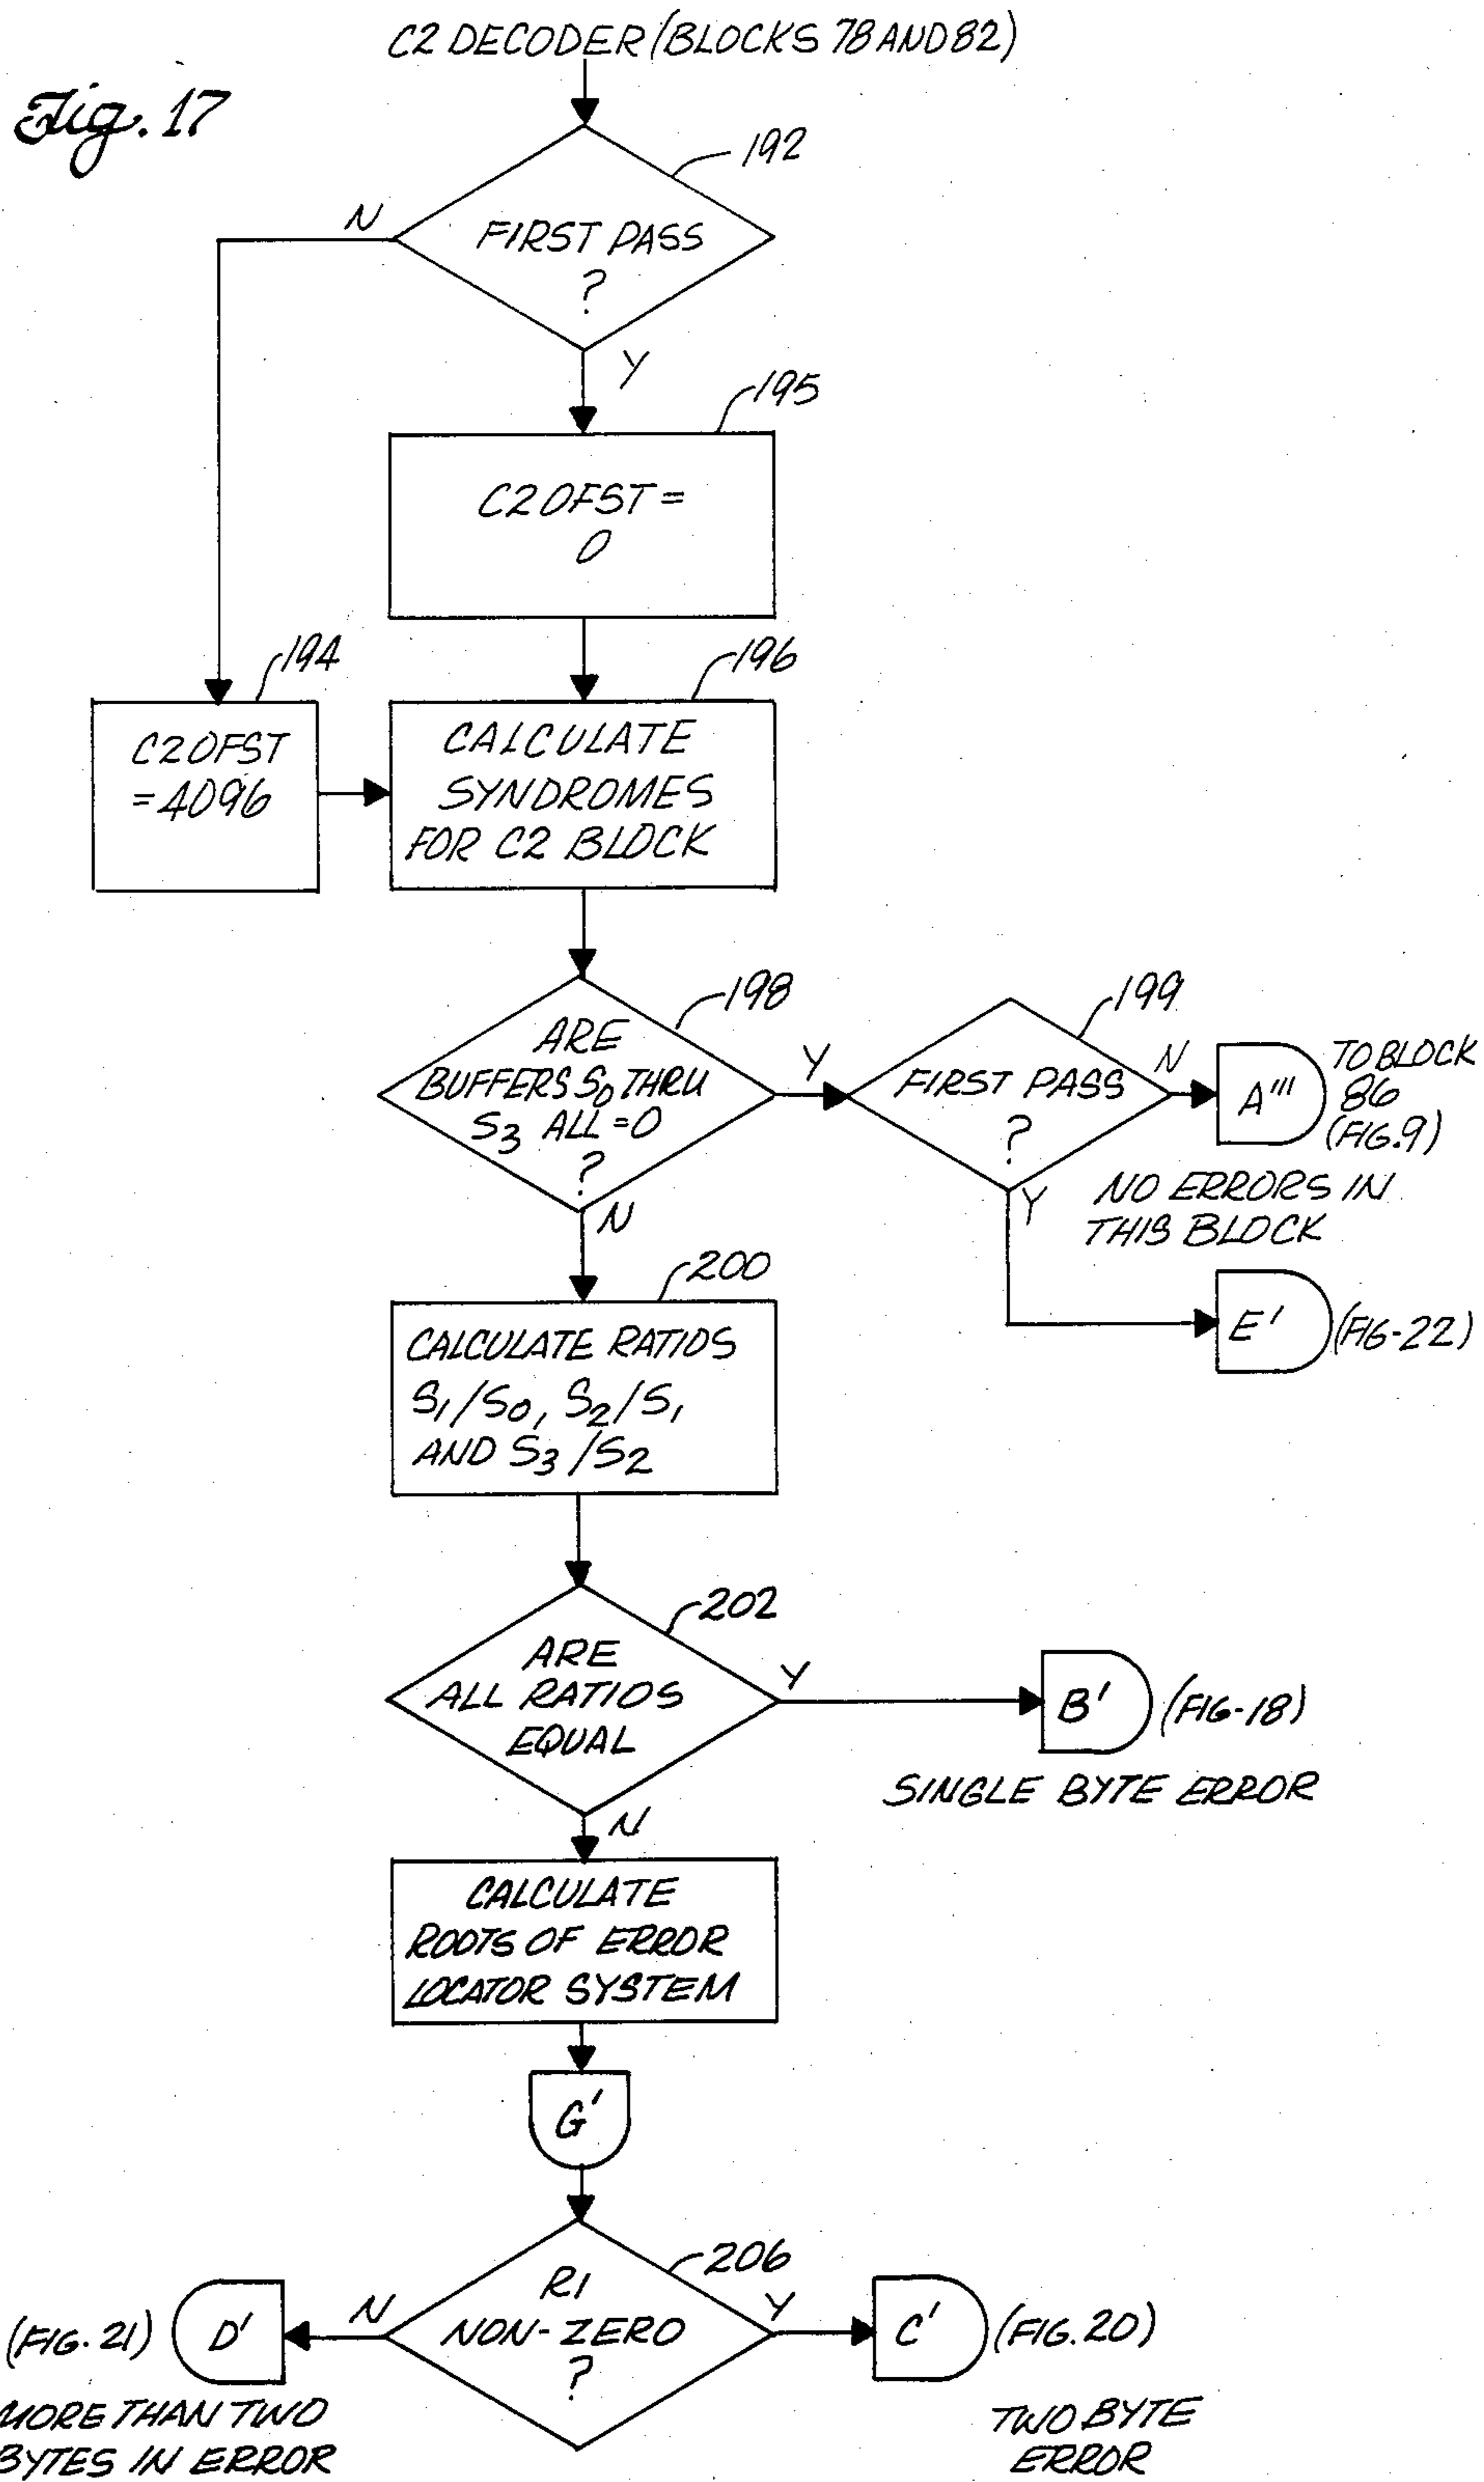 C2 DECODER (BLOCKS 78 AND 82)
Fig. 17
192
N
FIRST PASS
?
Y
195
C2OFST =
0
194
196
C2OFST
=4096
CALCULATE
SYNDROMES
FOR C2 BLOCK
198
199
ARE
BUFFERS S0 THRU
S3 ALL =0
?
Y
FIRST PASS
?
N
A'''
TO BLOCK
86
(FIG.9)
N
Y
NO ERRORS IN
THIS BLOCK
200
E'
(FIG-22)
CALCULATE RATIOS
S1/S0, S2/S1
AND S3/S2
202
ARE
ALL RATIOS
EQUAL
Y
B'
(FIG-18)
SINGLE BYTE ERROR
N
CALCULATE
ROOTS OF ERROR
LOCATOR SYSTEM
G'
206
R1
NON-ZERO
?
(FIG. 21)
D'
N
Y
C'
(FIG. 20)
MORE THAN TWO
BYTES IN ERROR
TWO BYTE
ERROR